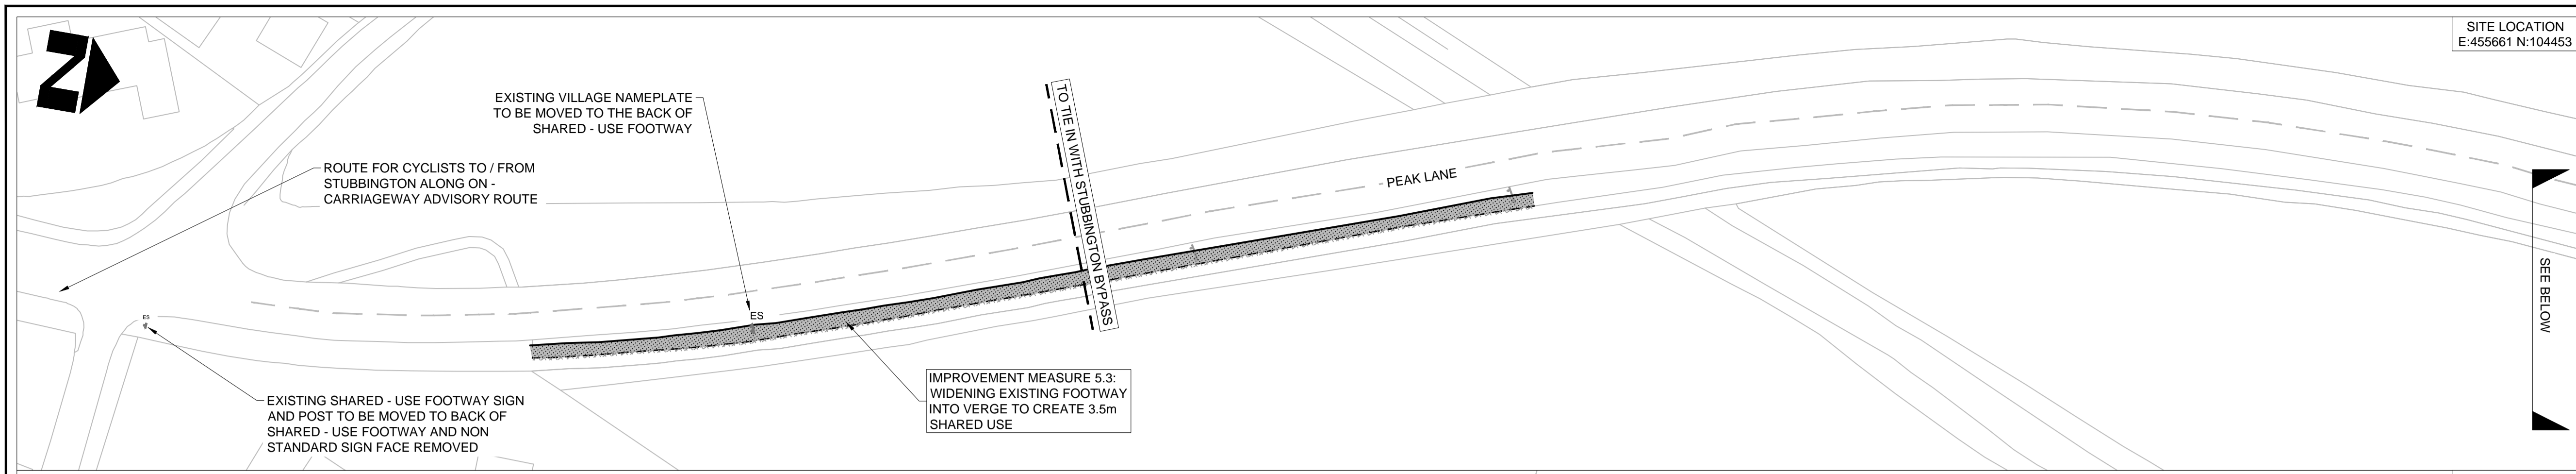 SITE LOCATION
E:455661 N:104453
N
EXISTING VILLAGE NAMEPLATE
TO BE MOVED TO THE BACK OF
SHARED - USE FOOTWAY
TO TIE IN WITH STUBBINGTON BYPASS
ROUTE FOR CYCLISTS TO / FROM
STUBBINGTON ALONG ON -
CARRIAGEWAY ADVISORY ROUTE
PEAK LANE
SEE BELOW
ES
ES
IMPROVEMENT MEASURE 5.3:
WIDENING EXISTING FOOTWAY
INTO VERGE TO CREATE 3.5m
SHARED USE
EXISTING SHARED - USE FOOTWAY SIGN
AND POST TO BE MOVED TO BACK OF
SHARED - USE FOOTWAY AND NON
STANDARD SIGN FACE REMOVED